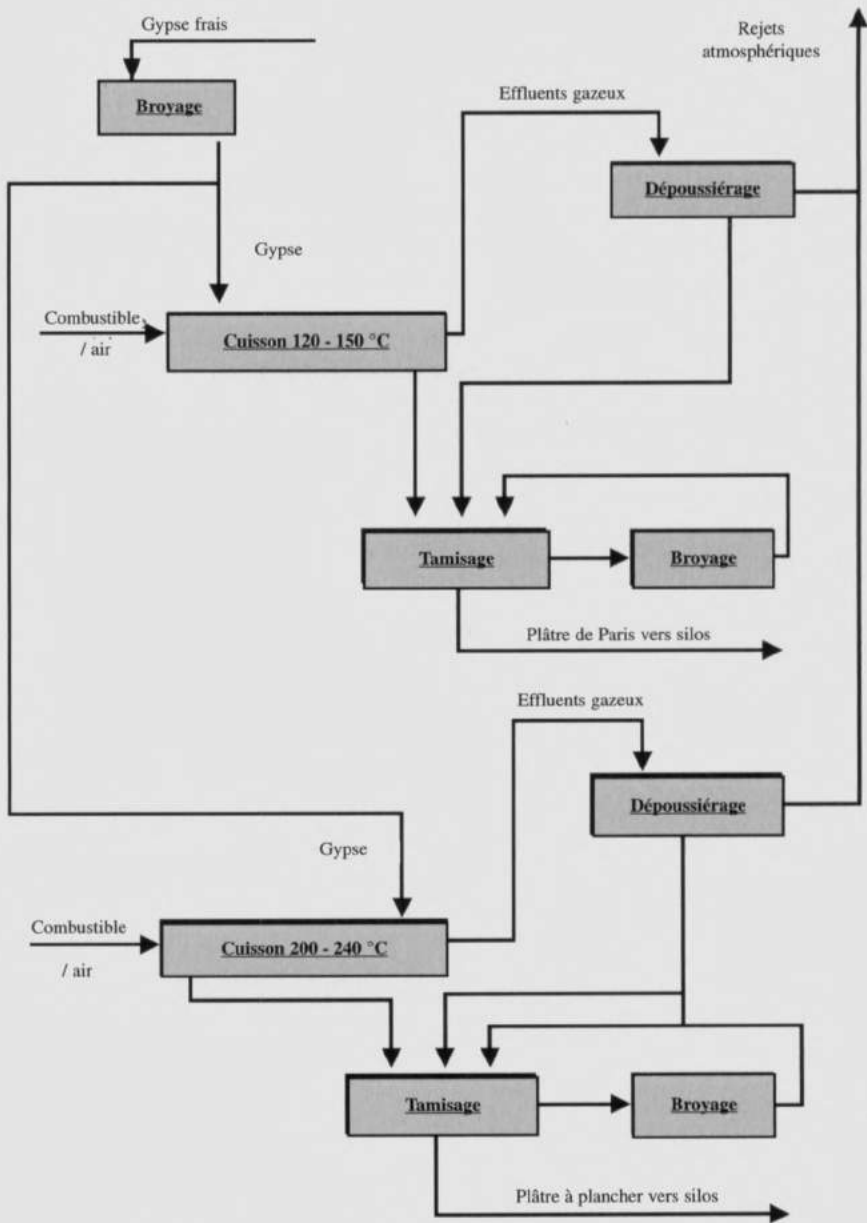 Gypse frais
Rejets
atmosphériques
Broyage
Effluents gazeux
Dépoussiérage
Gypse
Combustible
/ air
Cuisson 120 - 150 °C
Tamisage
Broyage
Plâtre de Paris vers silos
Effluents gazeux
Dépoussiérage
Gypse
Combustible
/ air
Cuisson 200 - 240 °C
Tamisage
Broyage
Plâtre à plancher vers silos